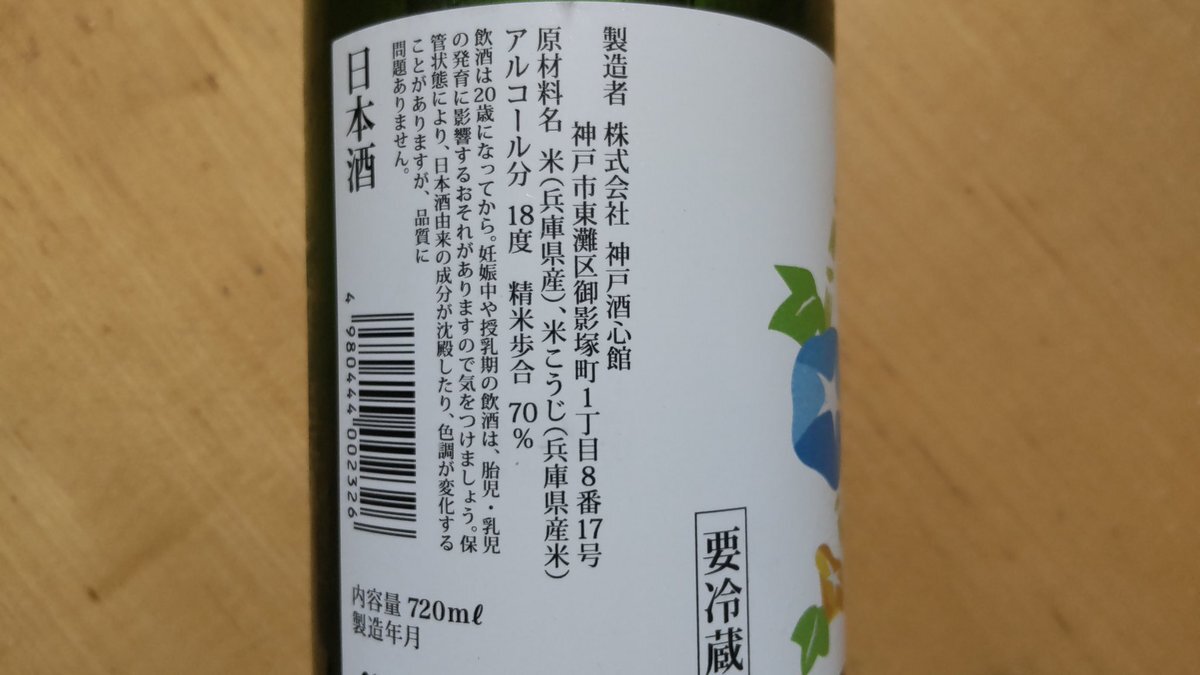 製造者 株式会社 神戸酒心館
神戸市東灘区御影塚町1丁目8番17号
原材料名 米(兵庫県産)、米こうじ(兵庫県産米)
アルコール分 18度 精米歩合 70%
飲酒は20歳になってから。妊娠中や授乳期の飲酒は、胎児・乳児
の発育に影響するおそれがありますので気をつけましょう。保
管状態により、日本酒由来の成分が沈殿したり、色調が変化する
ことがありますが、品質に
問題ありません。
日本酒
4 980444 002326
内容量 720mℓ
製造年月
要冷蔵